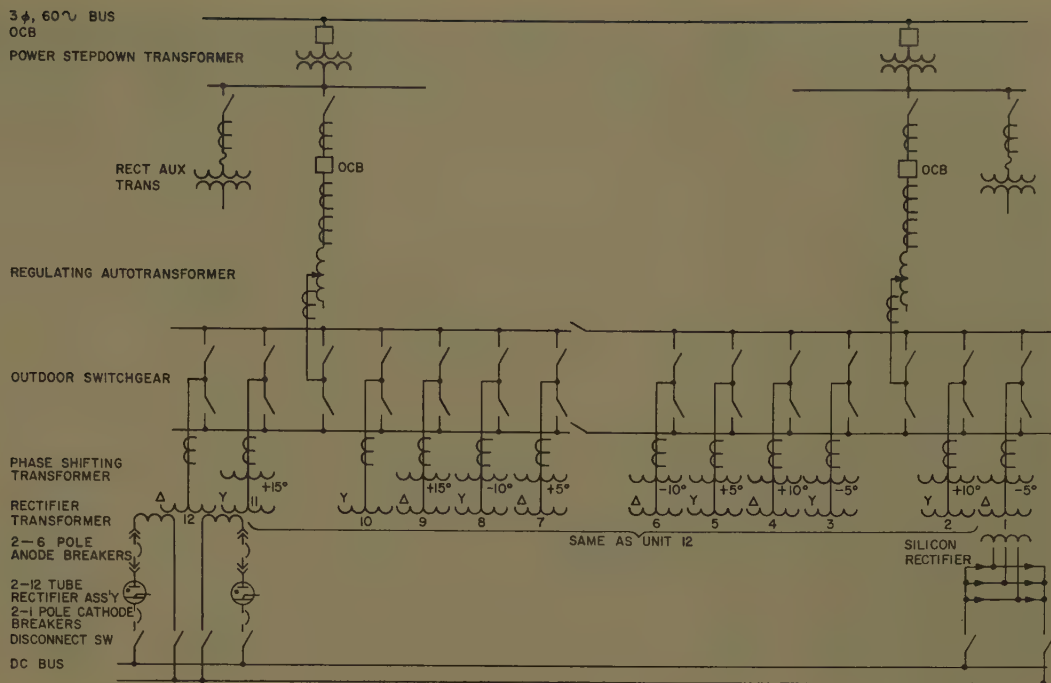 3ϕ, 60∿ BUS
OCB
POWER STEPDOWN TRANSFORMER
RECT AUX
TRANS
OCB
OCB
REGULATING AUTOTRANSFORMER
OUTDOOR SWITCHGEAR
PHASE SHIFTING
TRANSFORMER
+15° +15° -10° +5° -10° +5° +10° -5° +10° -5°
RECTIFIER
TRANSFORMER
Δ Y Y Δ Y Δ Δ Y Δ Y Y Δ
12 11 10 9 8 7 6 5 4 3 2 1
SAME AS UNIT 12
2-6 POLE
ANODE BREAKERS
SILICON
RECTIFIER
2-12 TUBE
RECTIFIER ASS'Y
2-1 POLE CATHODE
BREAKERS
DISCONNECT SW
DC BUS